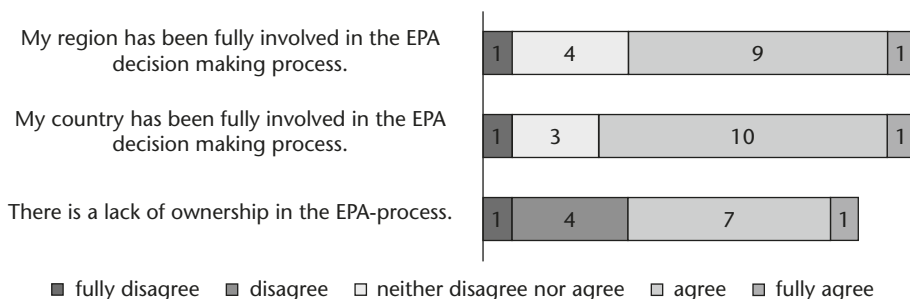 My region has been fully involved in the EPA
decision making process.
1 4 9 1
My country has been fully involved in the EPA
decision making process.
1 3 10 1
There is a lack of ownership in the EPA-process.
1 4 7 1
fully disagree disagree neither disagree nor agree agree fully agree